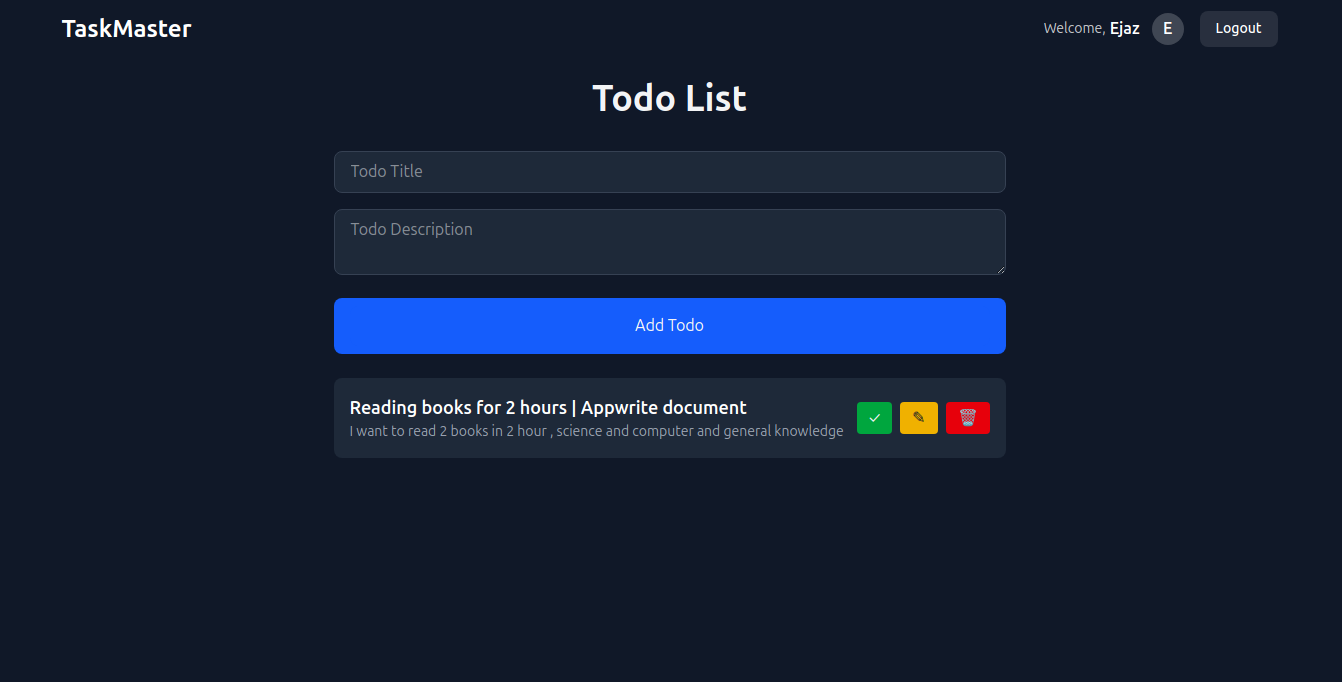 TaskMaster
Welcome, Ejaz E Logout
Todo List
Todo Title
Todo Description
Add Todo
Reading books for 2 hours | Appwrite document
I want to read 2 books in 2 hour , science and computer and general knowledge